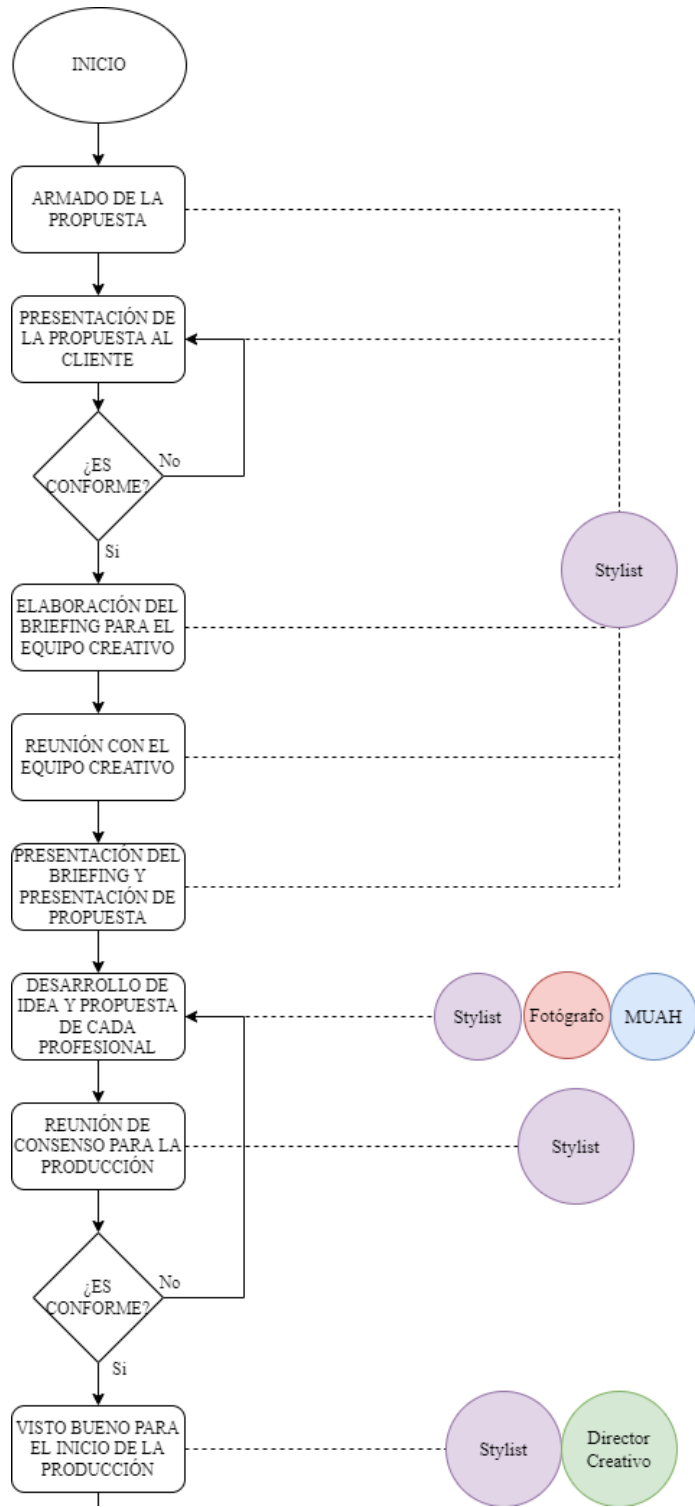 INICIO
ARMADO DE LA
PROPUESTA
PRESENTACIÓN DE
LA PROPUESTA AL
CLIENTE
¿ES
CONFORME?
No
Si
Stylist
ELABORACIÓN DEL
BRIEFING PARA EL
EQUIPO CREATIVO
REUNIÓN CON EL
EQUIPO CREATIVO
PRESENTACIÓN DEL
BRIEFING Y
PRESENTACIÓN DE
PROPUESTA
DESARROLLO DE
IDEA Y PROPUESTA
DE CADA
PROFESIONAL
Stylist
Fotógrafo
MUAH
REUNIÓN DE
CONSENSO PARA LA
PRODUCCIÓN
Stylist
¿ES
CONFORME?
No
Si
VISTO BUENO PARA
EL INICIO DE LA
PRODUCCIÓN
Stylist
Director
Creativo